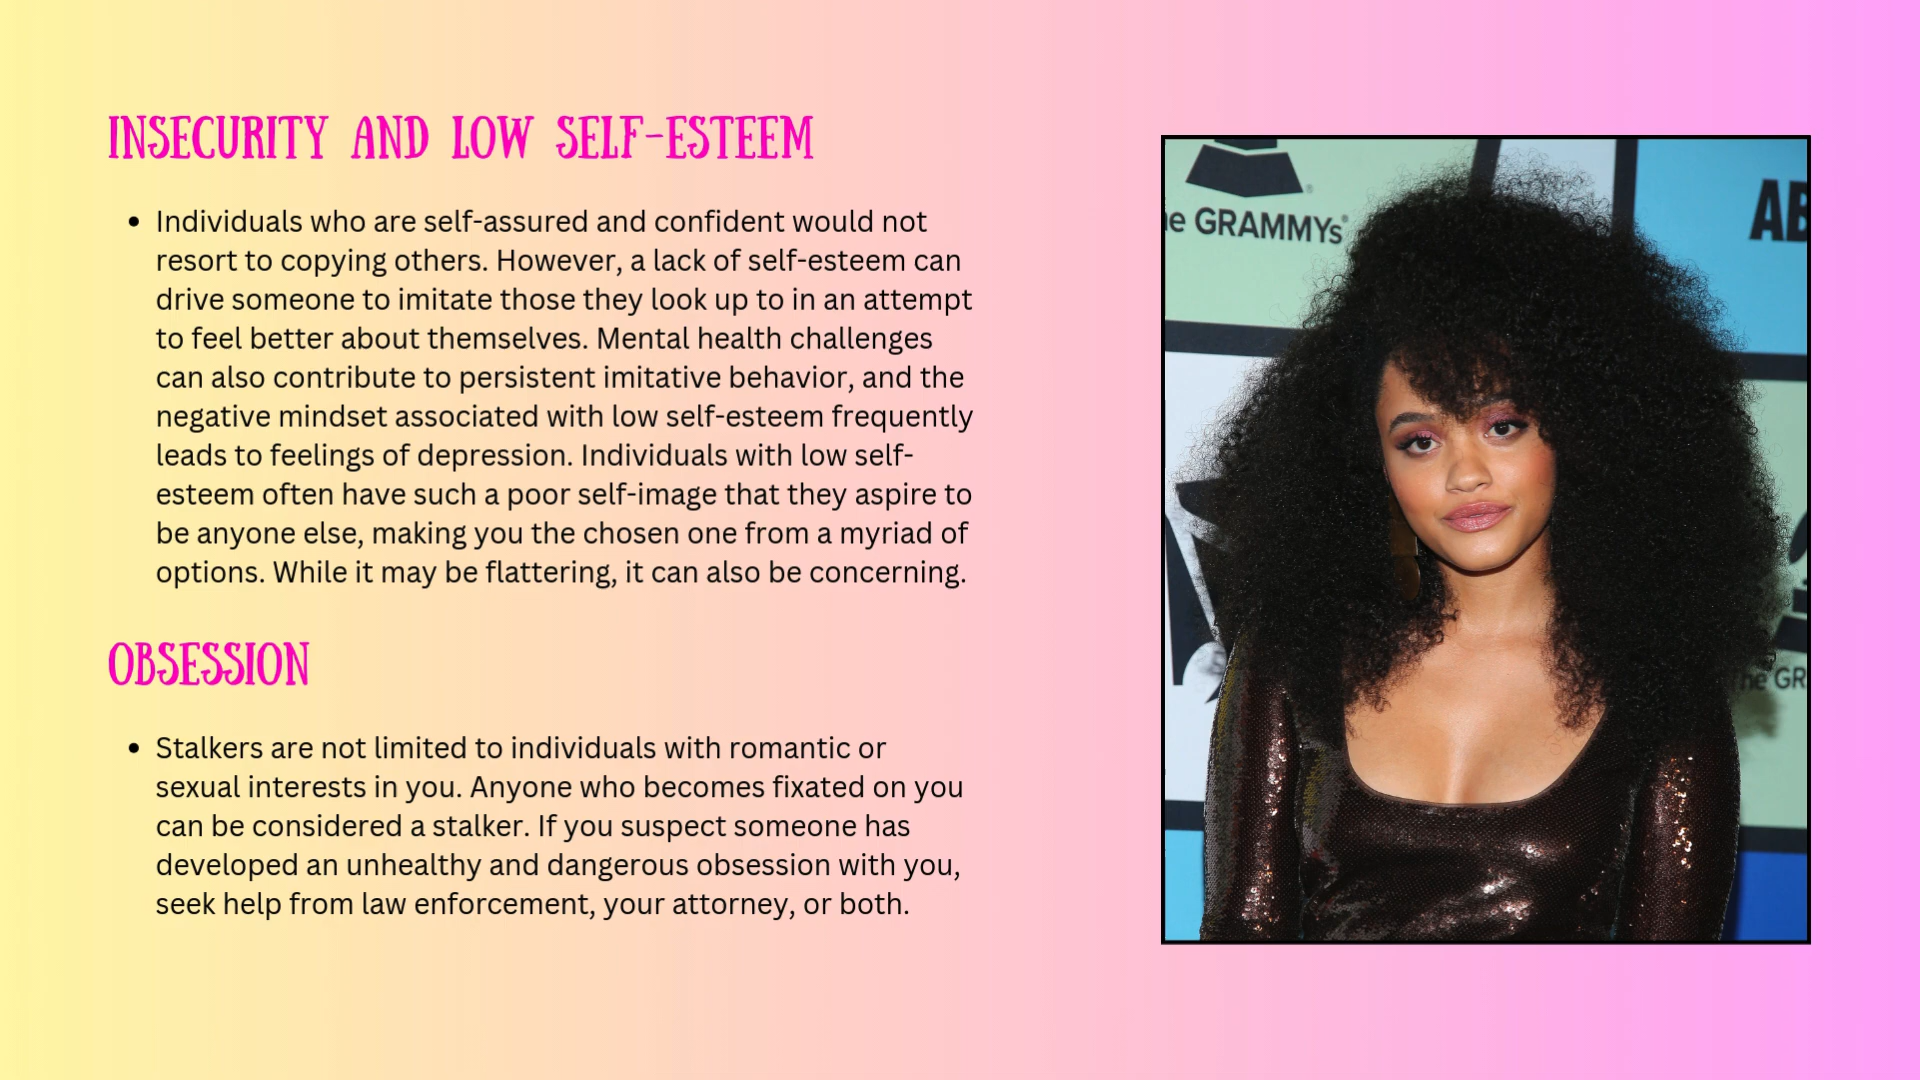 INSECURITY AND LOW SELF-ESTEEM
Individuals who are self-assured and confident would not
resort to copying others. However, a lack of self-esteem can
drive someone to imitate those they look up to in an attempt
to feel better about themselves. Mental health challenges
can also contribute to persistent imitative behavior, and the
negative mindset associated with low self-esteem frequently
leads to feelings of depression. Individuals with low self-
esteem often have such a poor self-image that they aspire to
be anyone else, making you the chosen one from a myriad of
options. While it may be flattering, it can also be concerning.
OBSESSION
Stalkers are not limited to individuals with romantic or
sexual interests in you. Anyone who becomes fixated on you
can be considered a stalker. If you suspect someone has
developed an unhealthy and dangerous obsession with you,
seek help from law enforcement, your attorney, or both.
GRAMMYs®